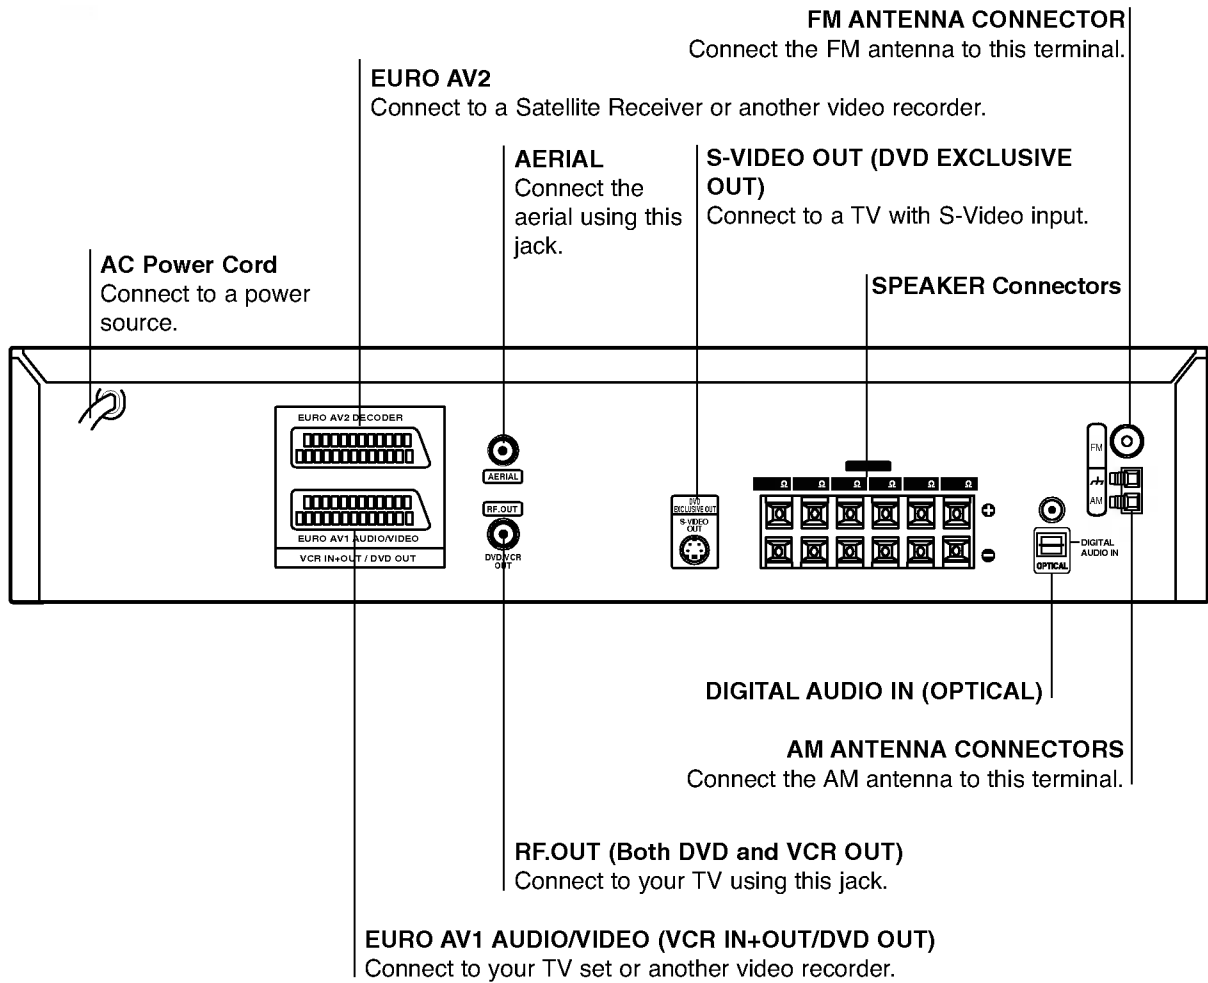 FM ANTENNA CONNECTOR
Connect the FM antenna to this terminal.
EURO AV2
Connect to a Satellite Receiver or another video recorder.
AERIAL
Connect the
aerial using this
jack.
S-VIDEO OUT (DVD EXCLUSIVE
OUT)
Connect to a TV with S-Video input.
AC Power Cord
Connect to a power
source.
SPEAKER Connectors
EURO AV2 DECODER
AERIAL
RF.OUT
DVD/VCR
OUT
EURO AV1 AUDIO/VIDEO
VCR IN+OUT / DVD OUT
DVD
EXCLUSIVE OUT
S-VIDEO
OUT
Ω Ω Ω Ω Ω Ω
+
−
FM
AM
DIGITAL
AUDIO IN
OPTICAL
DIGITAL AUDIO IN (OPTICAL)
AM ANTENNA CONNECTORS
Connect the AM antenna to this terminal.
RF.OUT (Both DVD and VCR OUT)
Connect to your TV using this jack.
EURO AV1 AUDIO/VIDEO (VCR IN+OUT/DVD OUT)
Connect to your TV set or another video recorder.